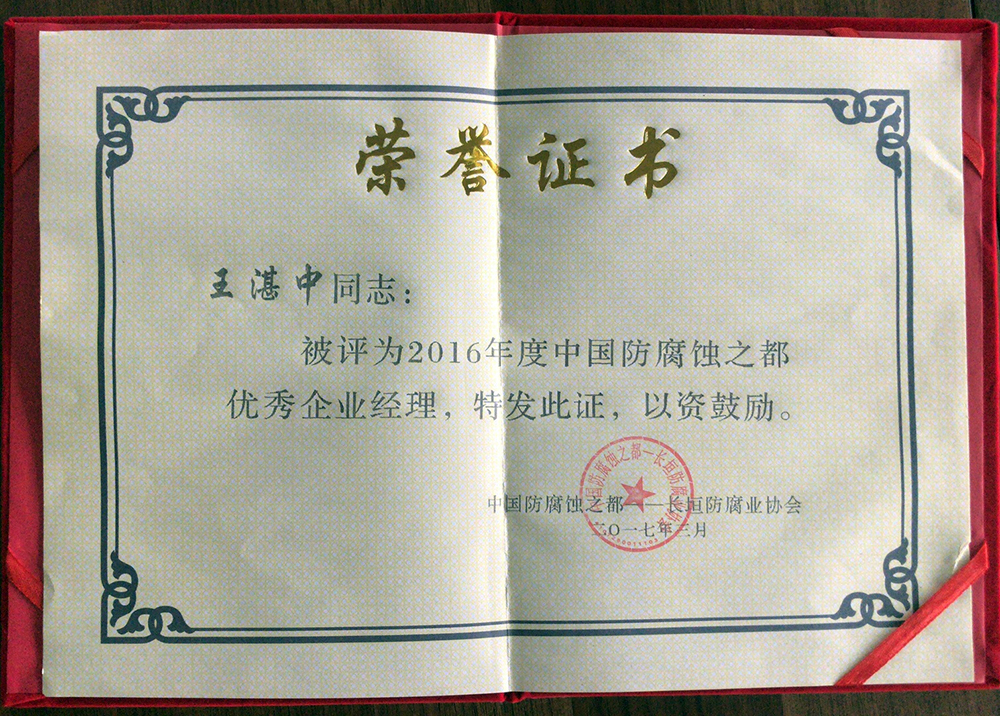 荣誉证书
王湛中同志：
被评为2016年度中国防腐蚀之都
优秀企业经理，特发此证，以资鼓励。
中国防腐蚀之都——长垣防腐业协会
二〇一七年三月